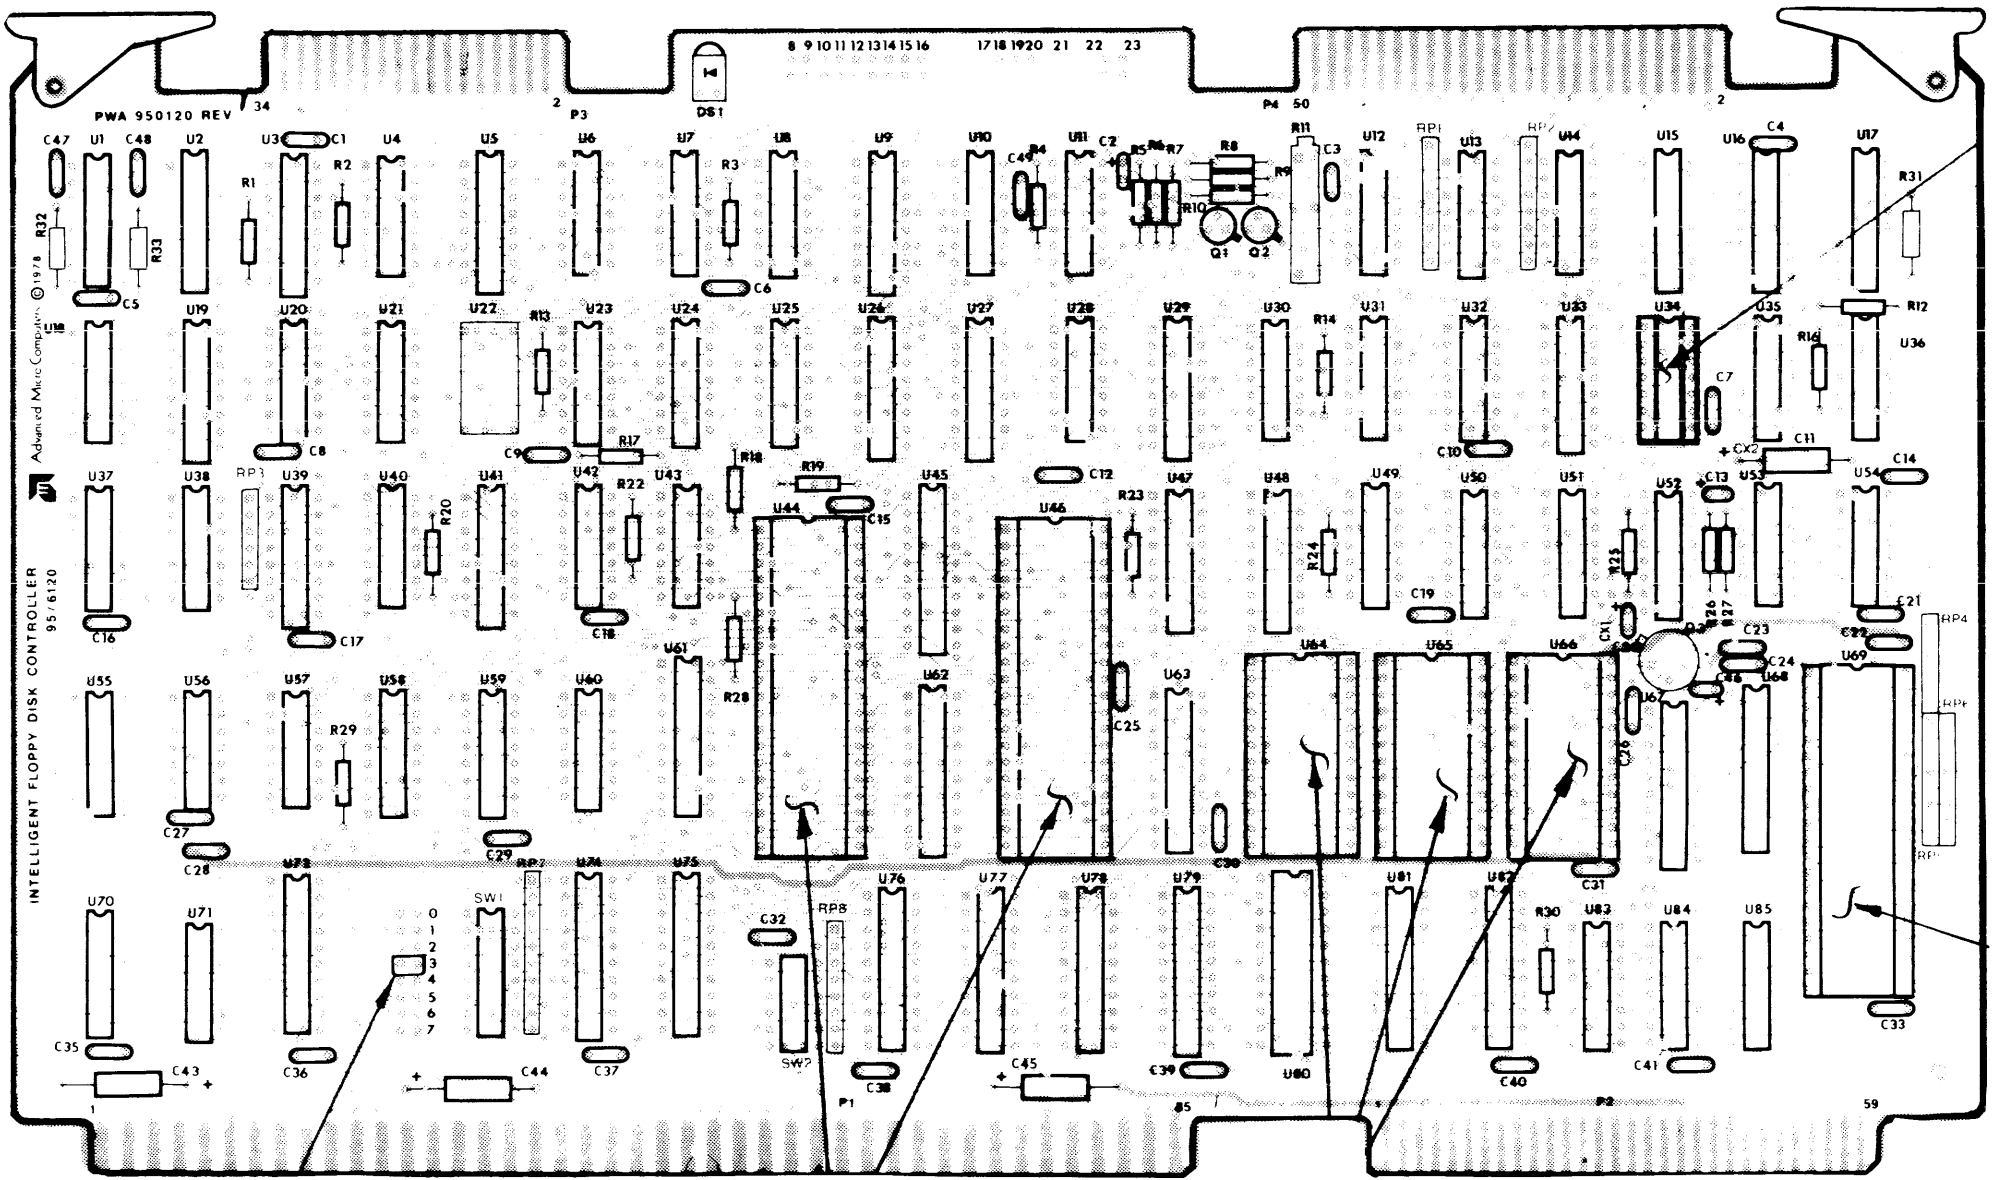 8 9 10 11 12 13 14 15 16 17 18 19 20 21 22 23
PWA 950120 REV
34 2 P3 DS1 P4 50 2
C47 U1 C48 U2 U3 C1 U4 U5 U6 U7 U8 U9 U10 U11 C2 R8 R11 U12 RP1 U13 RP2 U14 U15 U16 C4 U17
R1 R2 R3 C49 R4 R5 R6 R7 R9 C3 R31
R32 R33 R10
Q1 Q2
C5 C6 R12
U18 U19 U20 U21 U22 R13 U23 U24 U25 U26 U27 U28 U29 U30 R14 U31 U32 U33 U34 U35 R16 U36
C7
Advanced Micro Computers © 1978
C8 C9 R17 R18 R19 C12 C10 CX2 C11 C14
U37 U38 RP3 U39 U40 R20 U41 U42 R22 U43 U44 C15 U45 U46 R23 U47 U48 U49 U50 U51 U52 C13 U53 U54
R24 R25
INTELLIGENT FLOPPY DISK CONTROLLER
95/6120
C16 C17 C18 C19 CX1 R26 R27 C21 RP4
U61 R28 U64 U65 U66 C23 C22
C24 U69
U55 U56 U57 U58 U59 U60 U62 C25 U63 U67 C46 U68 RP6
R29 C26
C27 C28 C29 C30 C31
U73 RP7 U74 U75 U76 U77 U78 U79 U81 U82
U70 U71 SW1 C32 RP8 R30 U83 U84 U85
0
1
2
3
4
5
6
7
C35 C36 C37 SW2 C38 C39 U80 C40 C41 C33
C43 + + C44 + C45
1 P1 85 1 P2 59